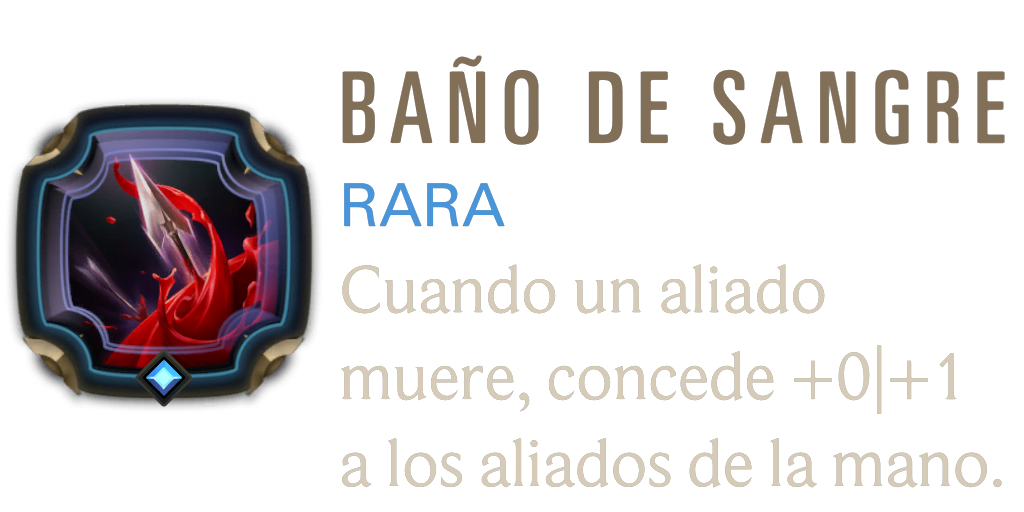 BAÑO DE SANGRE
RARA
Cuando un aliado
muere, concede +0|+1
a los aliados de la mano.